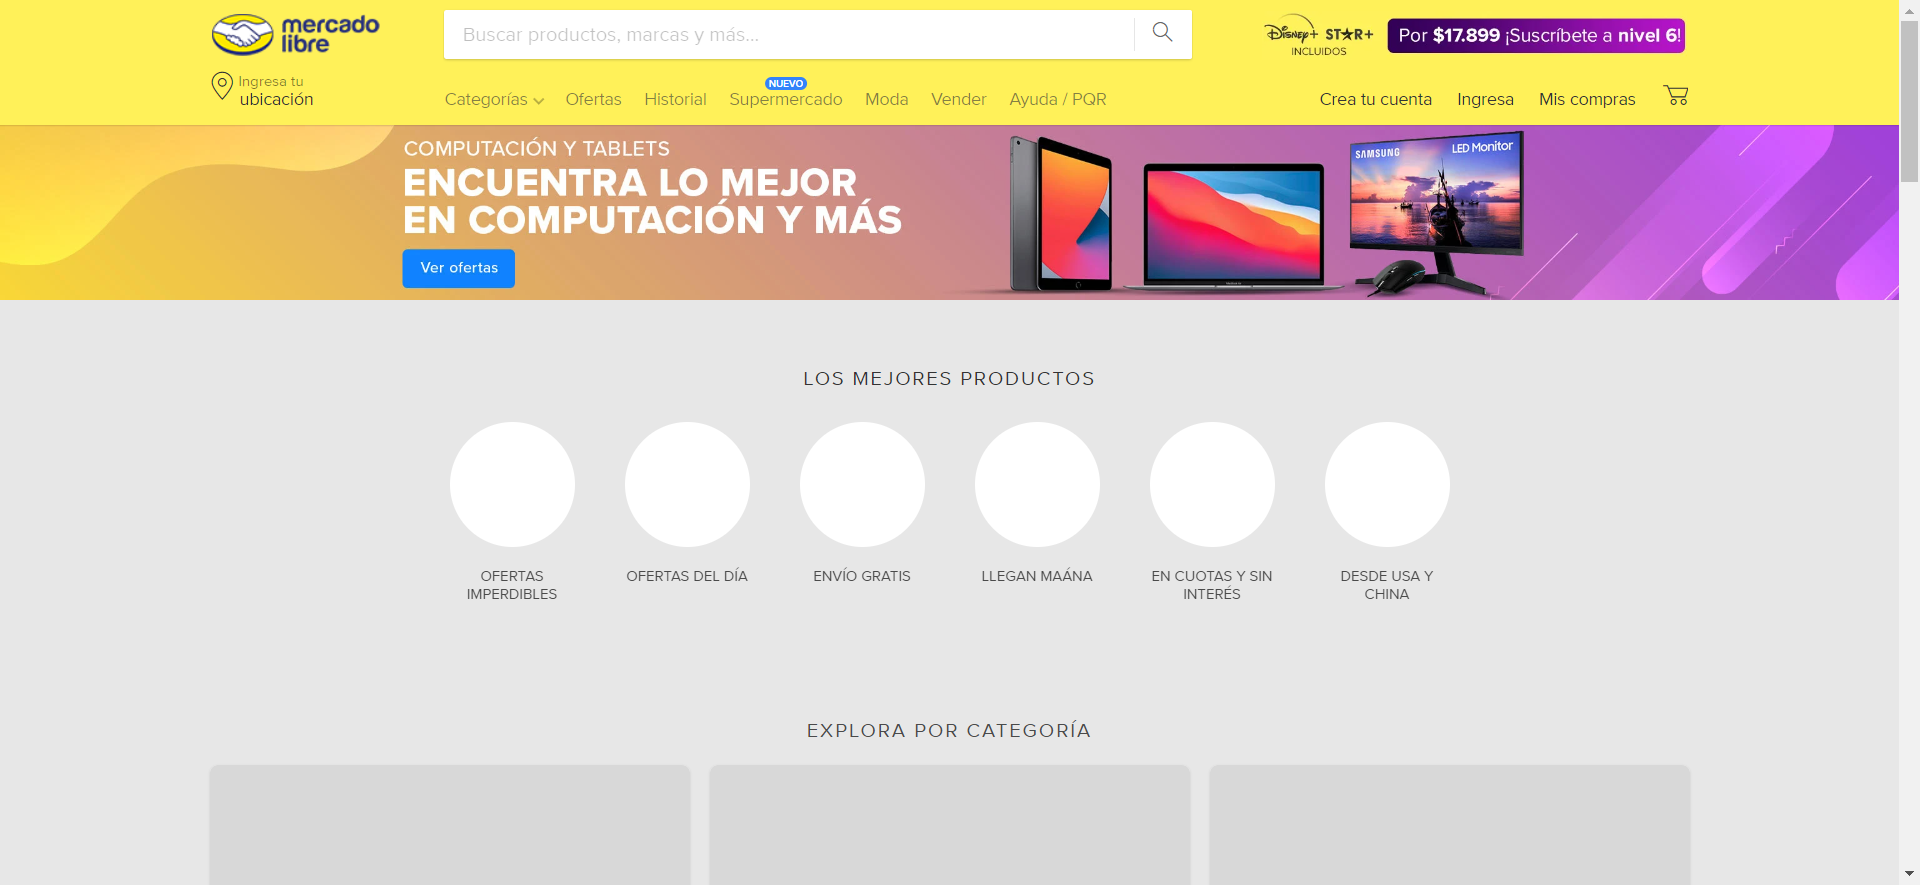 mercado
libre
Buscar productos, marcas y más...
Disney+ STAR+
INCLUIDOS
Por $17.899 ¡Suscríbete a nivel 6!
Ingresa tu
ubicación
NUEVO
Categorías Ofertas Historial Supermercado Moda Vender Ayuda / PQR
Crea tu cuenta Ingresa Mis compras
COMPUTACIÓN Y TABLETS
ENCUENTRA LO MEJOR
EN COMPUTACIÓN Y MÁS
Ver ofertas
SAMSUNG LED Monitor
LOS MEJORES PRODUCTOS
OFERTAS
IMPERDIBLES
OFERTAS DEL DÍA
ENVÍO GRATIS
LLEGAN MAÁNA
EN CUOTAS Y SIN
INTERÉS
DESDE USA Y
CHINA
EXPLORA POR CATEGORÍA